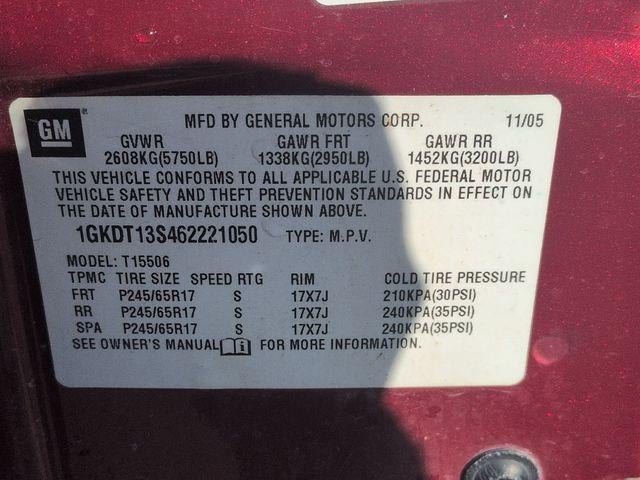 GM
MFD BY GENERAL MOTORS CORP. 11/05
GVWR GAWR FRT GAWR RR
2608KG(5750LB) 1338KG(2950LB) 1452KG(3200LB)
THIS VEHICLE CONFORMS TO ALL APPLICABLE U.S. FEDERAL MOTOR
VEHICLE SAFETY AND THEFT PREVENTION STANDARDS IN EFFECT ON
THE DATE OF MANUFACTURE SHOWN ABOVE.
1GKDT13S462221050 TYPE: M.P.V.
MODEL: T15506
TPMC TIRE SIZE SPEED RTG RIM COLD TIRE PRESSURE
FRT P245/65R17 S 17X7J 210KPA(30PSI)
RR P245/65R17 S 17X7J 240KPA(35PSI)
SPA P245/65R17 S 17X7J 240KPA(35PSI)
SEE OWNER'S MANUAL i FOR MORE INFORMATION.